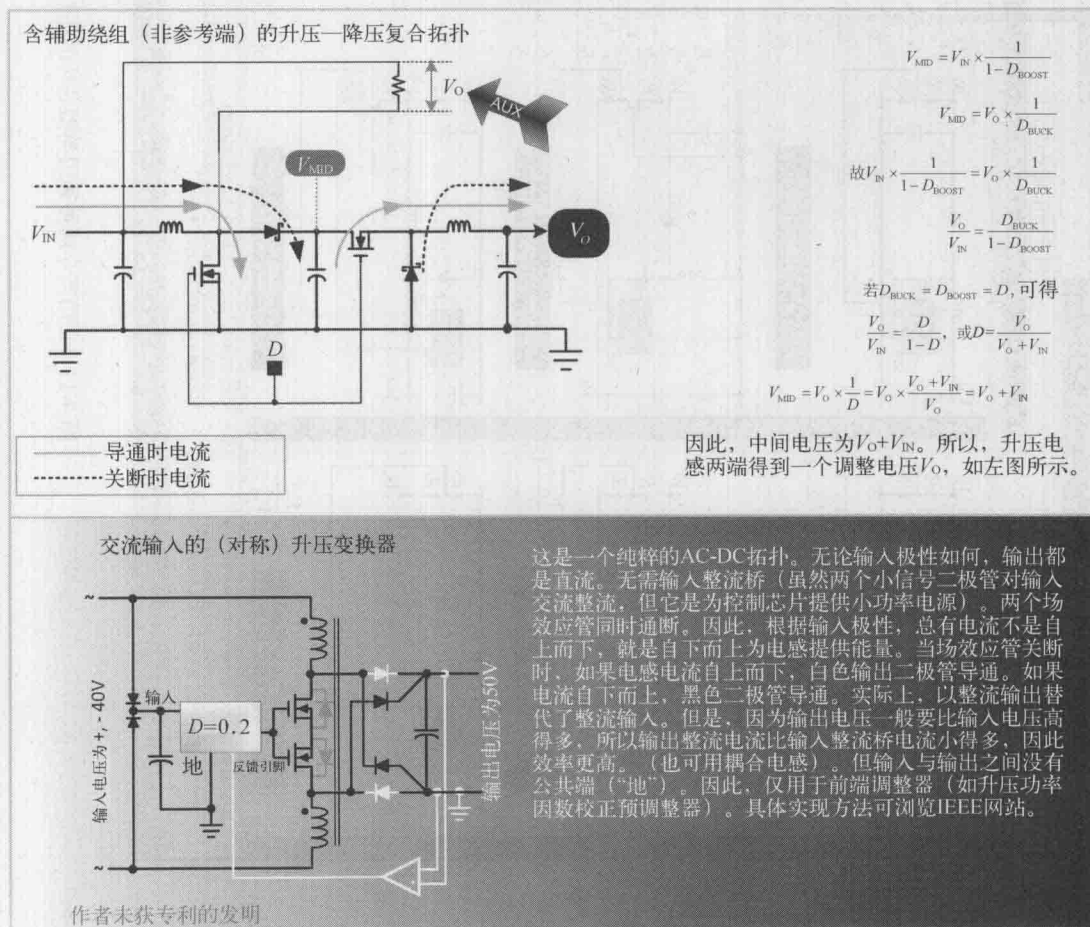 含辅助绕组（非参考端）的升压—降压复合拓扑
V_O
AUX
V_MID
V_IN
V_O
D
导通时电流
关断时电流
V_MID = V_IN × 1/(1−D_BOOST)
V_MID = V_O × 1/D_BUCK
故V_IN × 1/(1−D_BOOST) = V_O × 1/D_BUCK
V_O/V_IN = D_BUCK/(1−D_BOOST)
若D_BUCK = D_BOOST = D, 可得
V_O/V_IN = D/(1−D), 或D= V_O/(V_O+V_IN)
V_MID = V_O × 1/D = V_O × (V_O+V_IN)/V_O = V_O + V_IN
因此，中间电压为V_O+V_IN。所以，升压电
感两端得到一个调整电压V_O，如左图所示。
交流输入的（对称）升压变换器
~
输入电压为+, - 40V
输入
D=0.2
地
反馈引脚
输出电压为50V
~
作者未获专利的发明
这是一个纯粹的AC-DC拓扑。无论输入极性如何，输出都
是直流。无需输入整流桥（虽然两个小信号二极管对输入
交流整流，但它是为控制芯片提供小功率电源）。两个场
效应管同时通断。因此，根据输入极性，总有电流不是自
上而下，就是自下而上为电感提供能量。当场效应管关断
时，如果电感电流自上而下，白色输出二极管导通。如果
电流自下而上，黑色二极管导通。实际上，以整流输出替
代了整流输入。但是，因为输出电压一般要比输入电压高
得多，所以输出整流电流比输入整流桥电流小得多，因此
效率更高。（也可用耦合电感）。但输入与输出之间没有
公共端（“地”）。因此，仅用于前端调整器（如升压功率
因数校正预调整器）。具体实现方法可浏览IEEE网站。